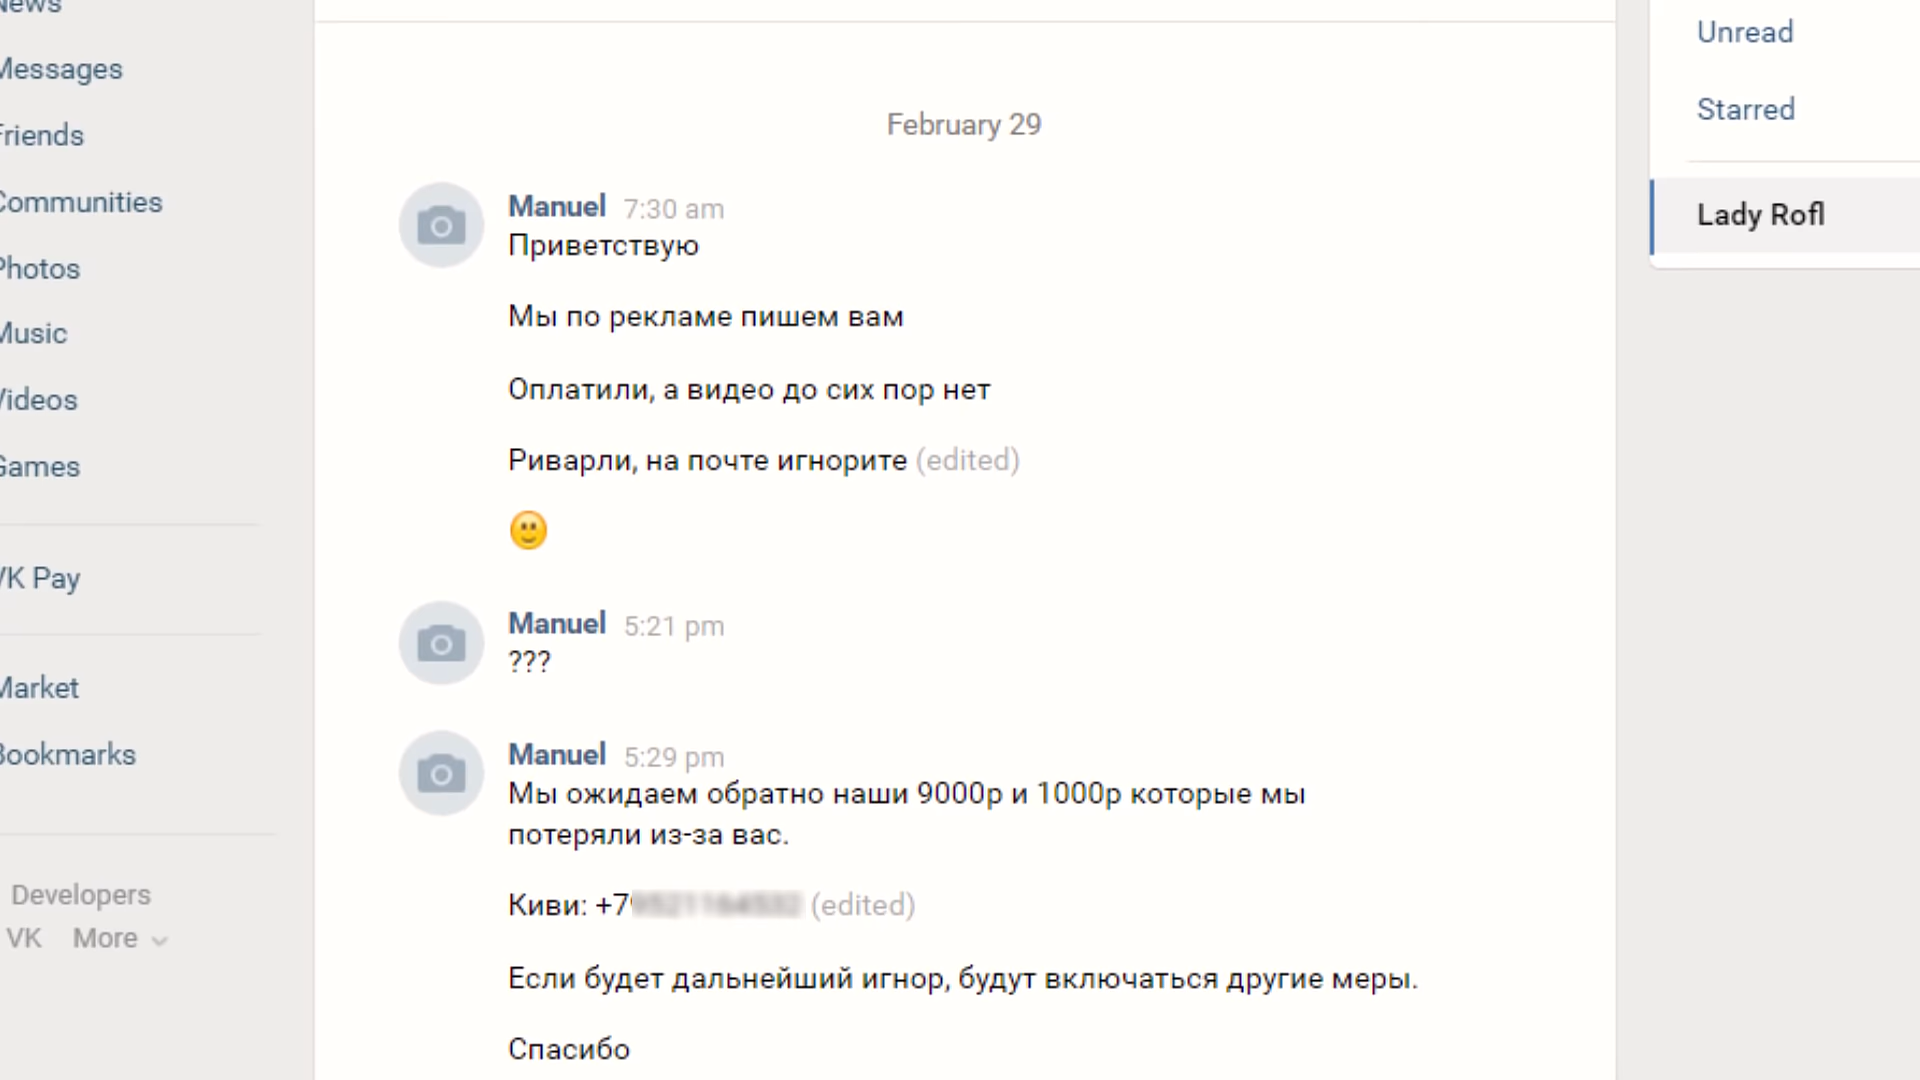 News
Messages
Friends
Communities
Photos
Music
Videos
Games
VK Pay
Market
Bookmarks
Developers
VK More
February 29
Manuel 7:30 am
Приветствую
Мы по рекламе пишем вам
Оплатили, а видео до сих пор нет
Риварли, на почте игнорите (edited)
Manuel 5:21 pm
???
Manuel 5:29 pm
Мы ожидаем обратно наши 9000р и 1000р которые мы
потеряли из-за вас.
Киви: +7 (edited)
Если будет дальнейший игнор, будут включаться другие меры.
Спасибо
Unread
Starred
Lady Rofl